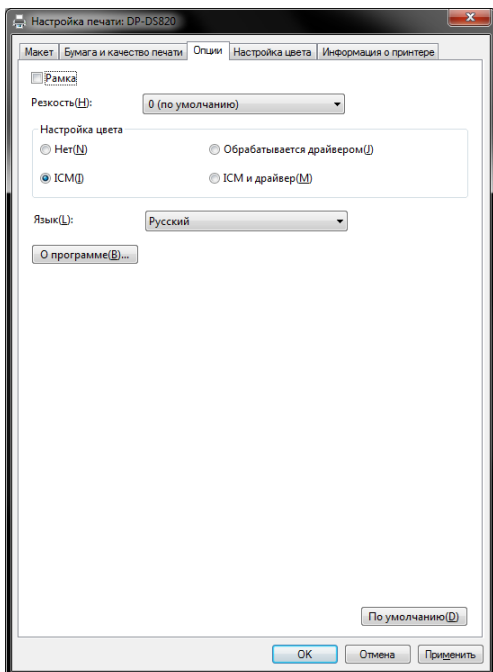 Настройка печати: DP-DS820
Макет Бумага и качество печати Опции Настройка цвета Информация о принтере
Рамка
Резкость(H): 0 (по умолчанию)
Настройка цвета
Нет(N) Обрабатывается драйвером(J)
ICM(I) ICM и драйвер(M)
Язык(L): Русский
О программе(B)...
По умолчанию(D)
OK Отмена Применить